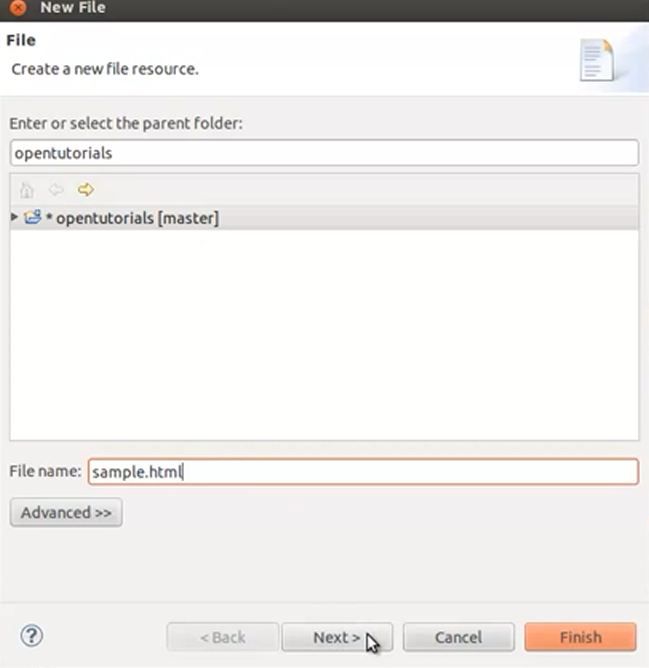 New File
File
Create a new file resource.
Enter or select the parent folder:
opentutorials
* opentutorials [master]
File name: sample.html
Advanced >>
? < Back Next > Cancel Finish